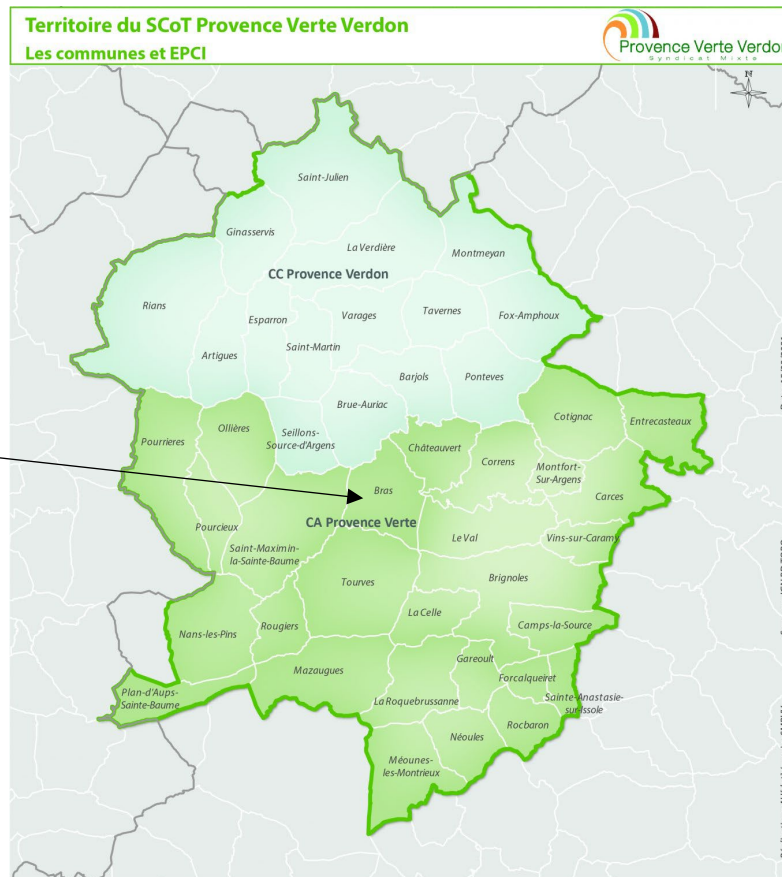 Territoire du SCoT Provence Verte Verdon
Les communes et EPCI
Provence Verte Verdon
Syndicat Mixte
N
Saint-Julien
Ginasservis
La Verdière
Montmeyan
CC Provence Verdon
Rians
Esparron
Varages
Tavernes
Fox-Amphoux
Artigues
Saint-Martin
Barjols
Ponteves
Brue-Auriac
Cotignac
Entrecasteaux
Pourrieres
Ollières
Seillons-
Source-d'Argens
Châteauvert
Correns
Montfort-
Sur-Argens
Bras
Carces
CA Provence Verte
Pourcieux
Le Val
Vins-sur-Caramy
Saint-Maximin-
la-Sainte-Baume
Tourves
Brignoles
La Celle
Camps-la-Source
Nans-les-Pins
Rougiers
Mazaugues
Gareoult
Forcalqueiret
Plan-d'Aups-
Sainte-Baume
La Roquebrussanne
Sainte-Anastasie-
sur-Issole
Rocbaron
Néoules
Méounes-
les-Montrieux